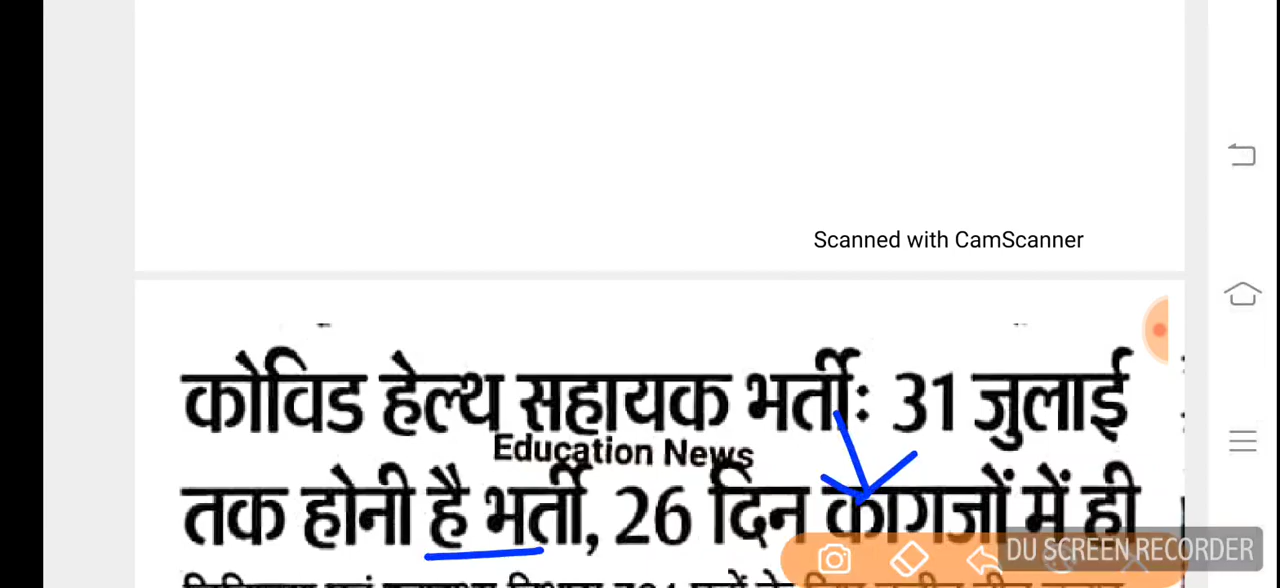 Scanned with CamScanner
कोविड हेल्थ सहायक भर्तीः 31 जुलाई
Education News
तक होनी है भर्ती, 26 दिन कागजों में ही
DU SCREEN RECORDER